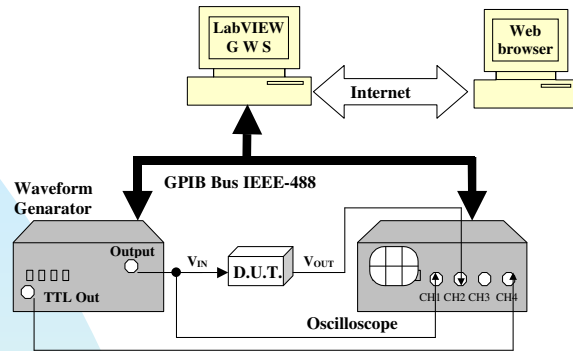 LabVIEW
G W S
Web
browser
Internet
GPIB Bus IEEE-488
Waveform
Genarator
Output
VIN
D.U.T.
VOUT
TTL Out
CH1 CH2 CH3 CH4
Oscilloscope